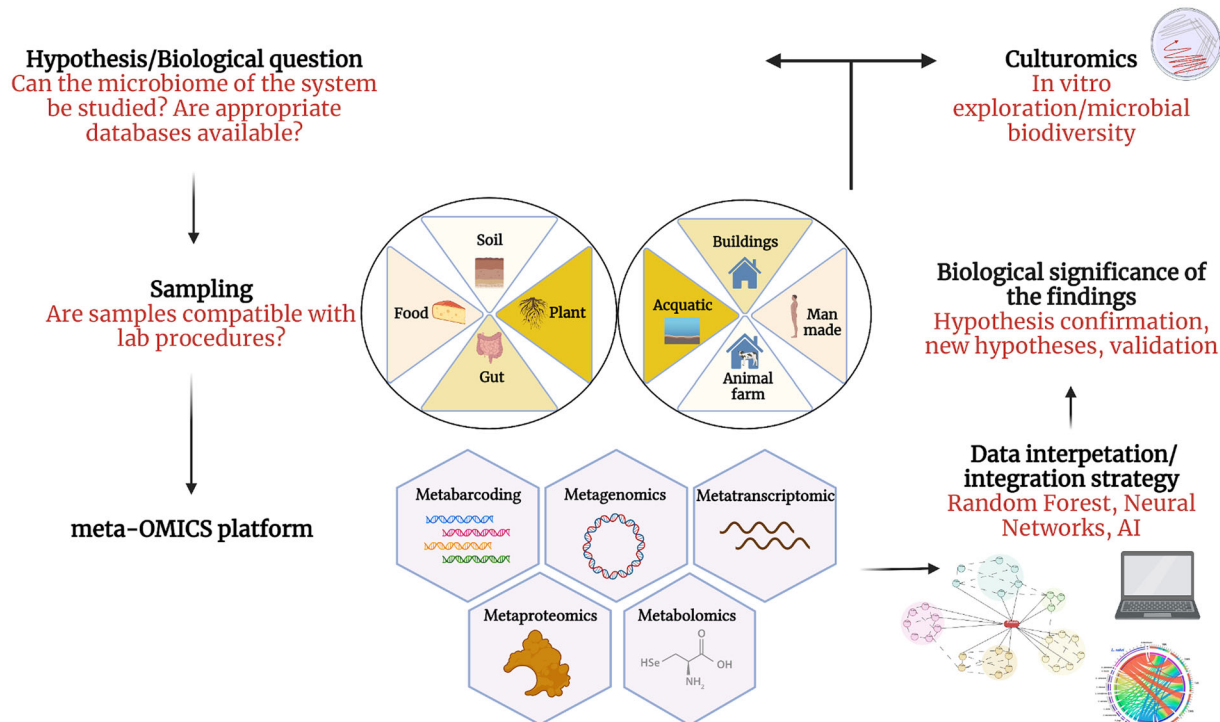 Hypothesis/Biological question
Can the microbiome of the system
be studied? Are appropriate
databases available?
Sampling
Are samples compatible with
lab procedures?
meta-OMICS platform
Soil
Food
Plant
Gut
Buildings
Acquatic
Man
made
Animal
farm
Metabarcoding
Metagenomics
Metatranscriptomic
Metaproteomics
Metabolomics
O
HSe
OH
NH2
Culturomics
In vitro
exploration/microbial
biodiversity
Biological significance of
the findings
Hypothesis confirmation,
new hypotheses, validation
Data interpetation/
integration strategy
Random Forest, Neural
Networks, AI